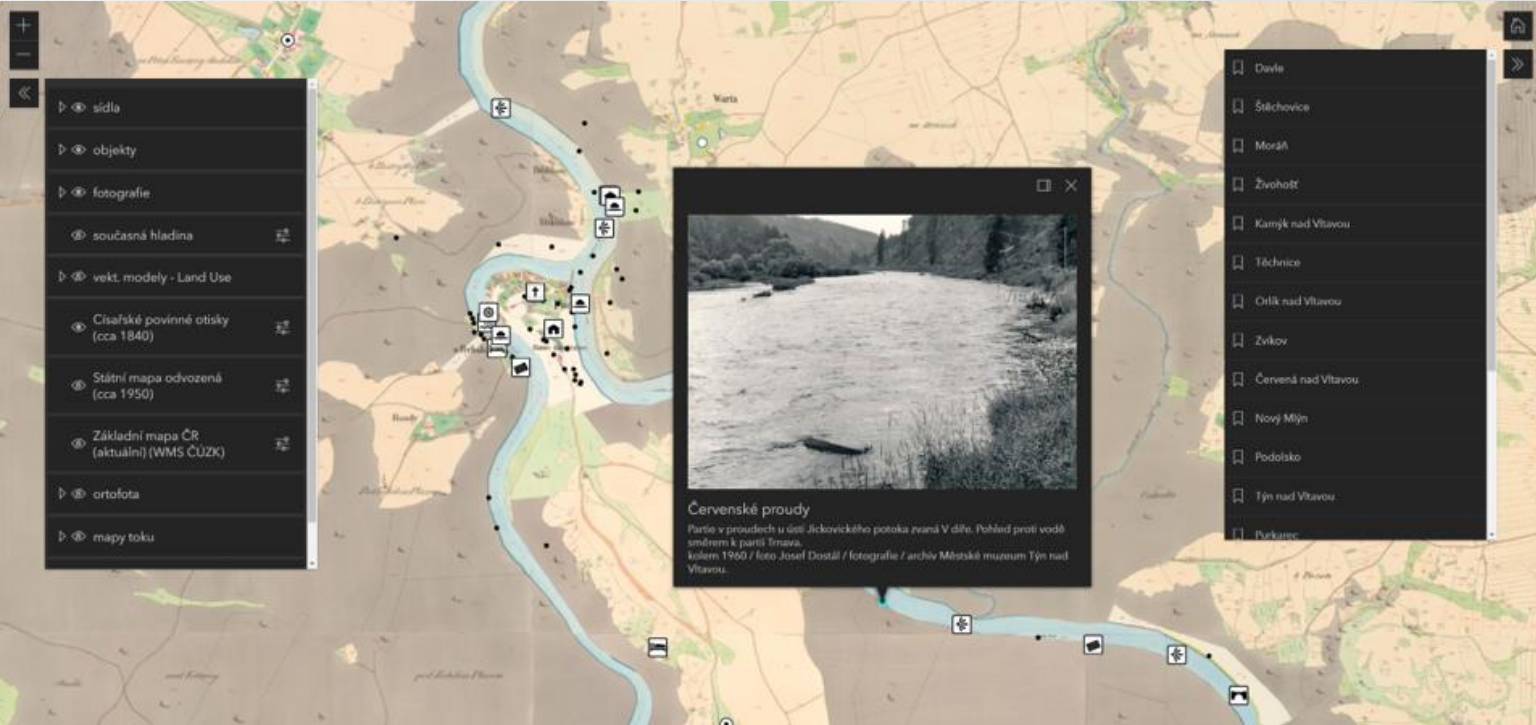 sídla
objekty
fotografie
současná hladina
vekt. modely - Land Use
Císařské povinné otisky
(cca 1840)
Státní mapa odvozená
(cca 1950)
Základní mapa ČR
(aktuální) (WMS ČÚZK)
ortofota
mapy toku
Warta
Červenské proudy
Partie v proudech u ústí Jickovického potoka zvaná V díře. Pohled proti vodě
směrem k partii Trnava.
kolem 1960 / foto Josef Dostál / fotografie / archiv Městské muzeum Týn nad
Vltavou.
Davle
Štěchovice
Moráň
Živohošť
Kamýk nad Vltavou
Těchnice
Orlík nad Vltavou
Zvíkov
Červená nad Vltavou
Nový Mlýn
Podolsko
Týn nad Vltavou
Purkarec